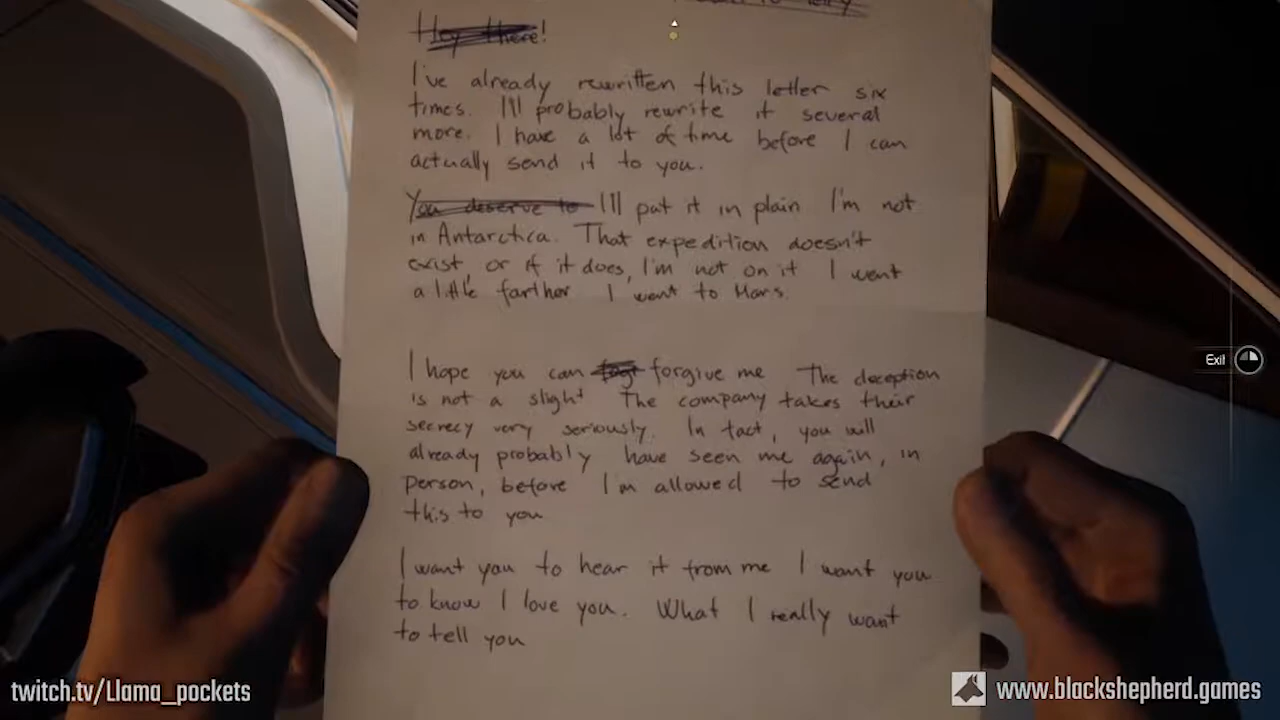 Hey there!
I've already rewritten this letter six
times. I'll probably rewrite it several
more. I have a lot of time before I can
actually send it to you.
You deserve to I'll put it in plain I'm not
in Antarctica. That expedition doesn't
exist, or if it does, I'm not on it I went
a little farther I went to Mars.
I hope you can forgive me The deception
is not a slight The company takes their
secrecy very seriously. In fact, you will
already probably have seen me again, in
person, before I'm allowed to send
this to you
I want you to hear it from me I want you
to know I love you. What I really want
to tell you
Exit
twitch.tv/Llama_pockets
www.blackshepherd.games